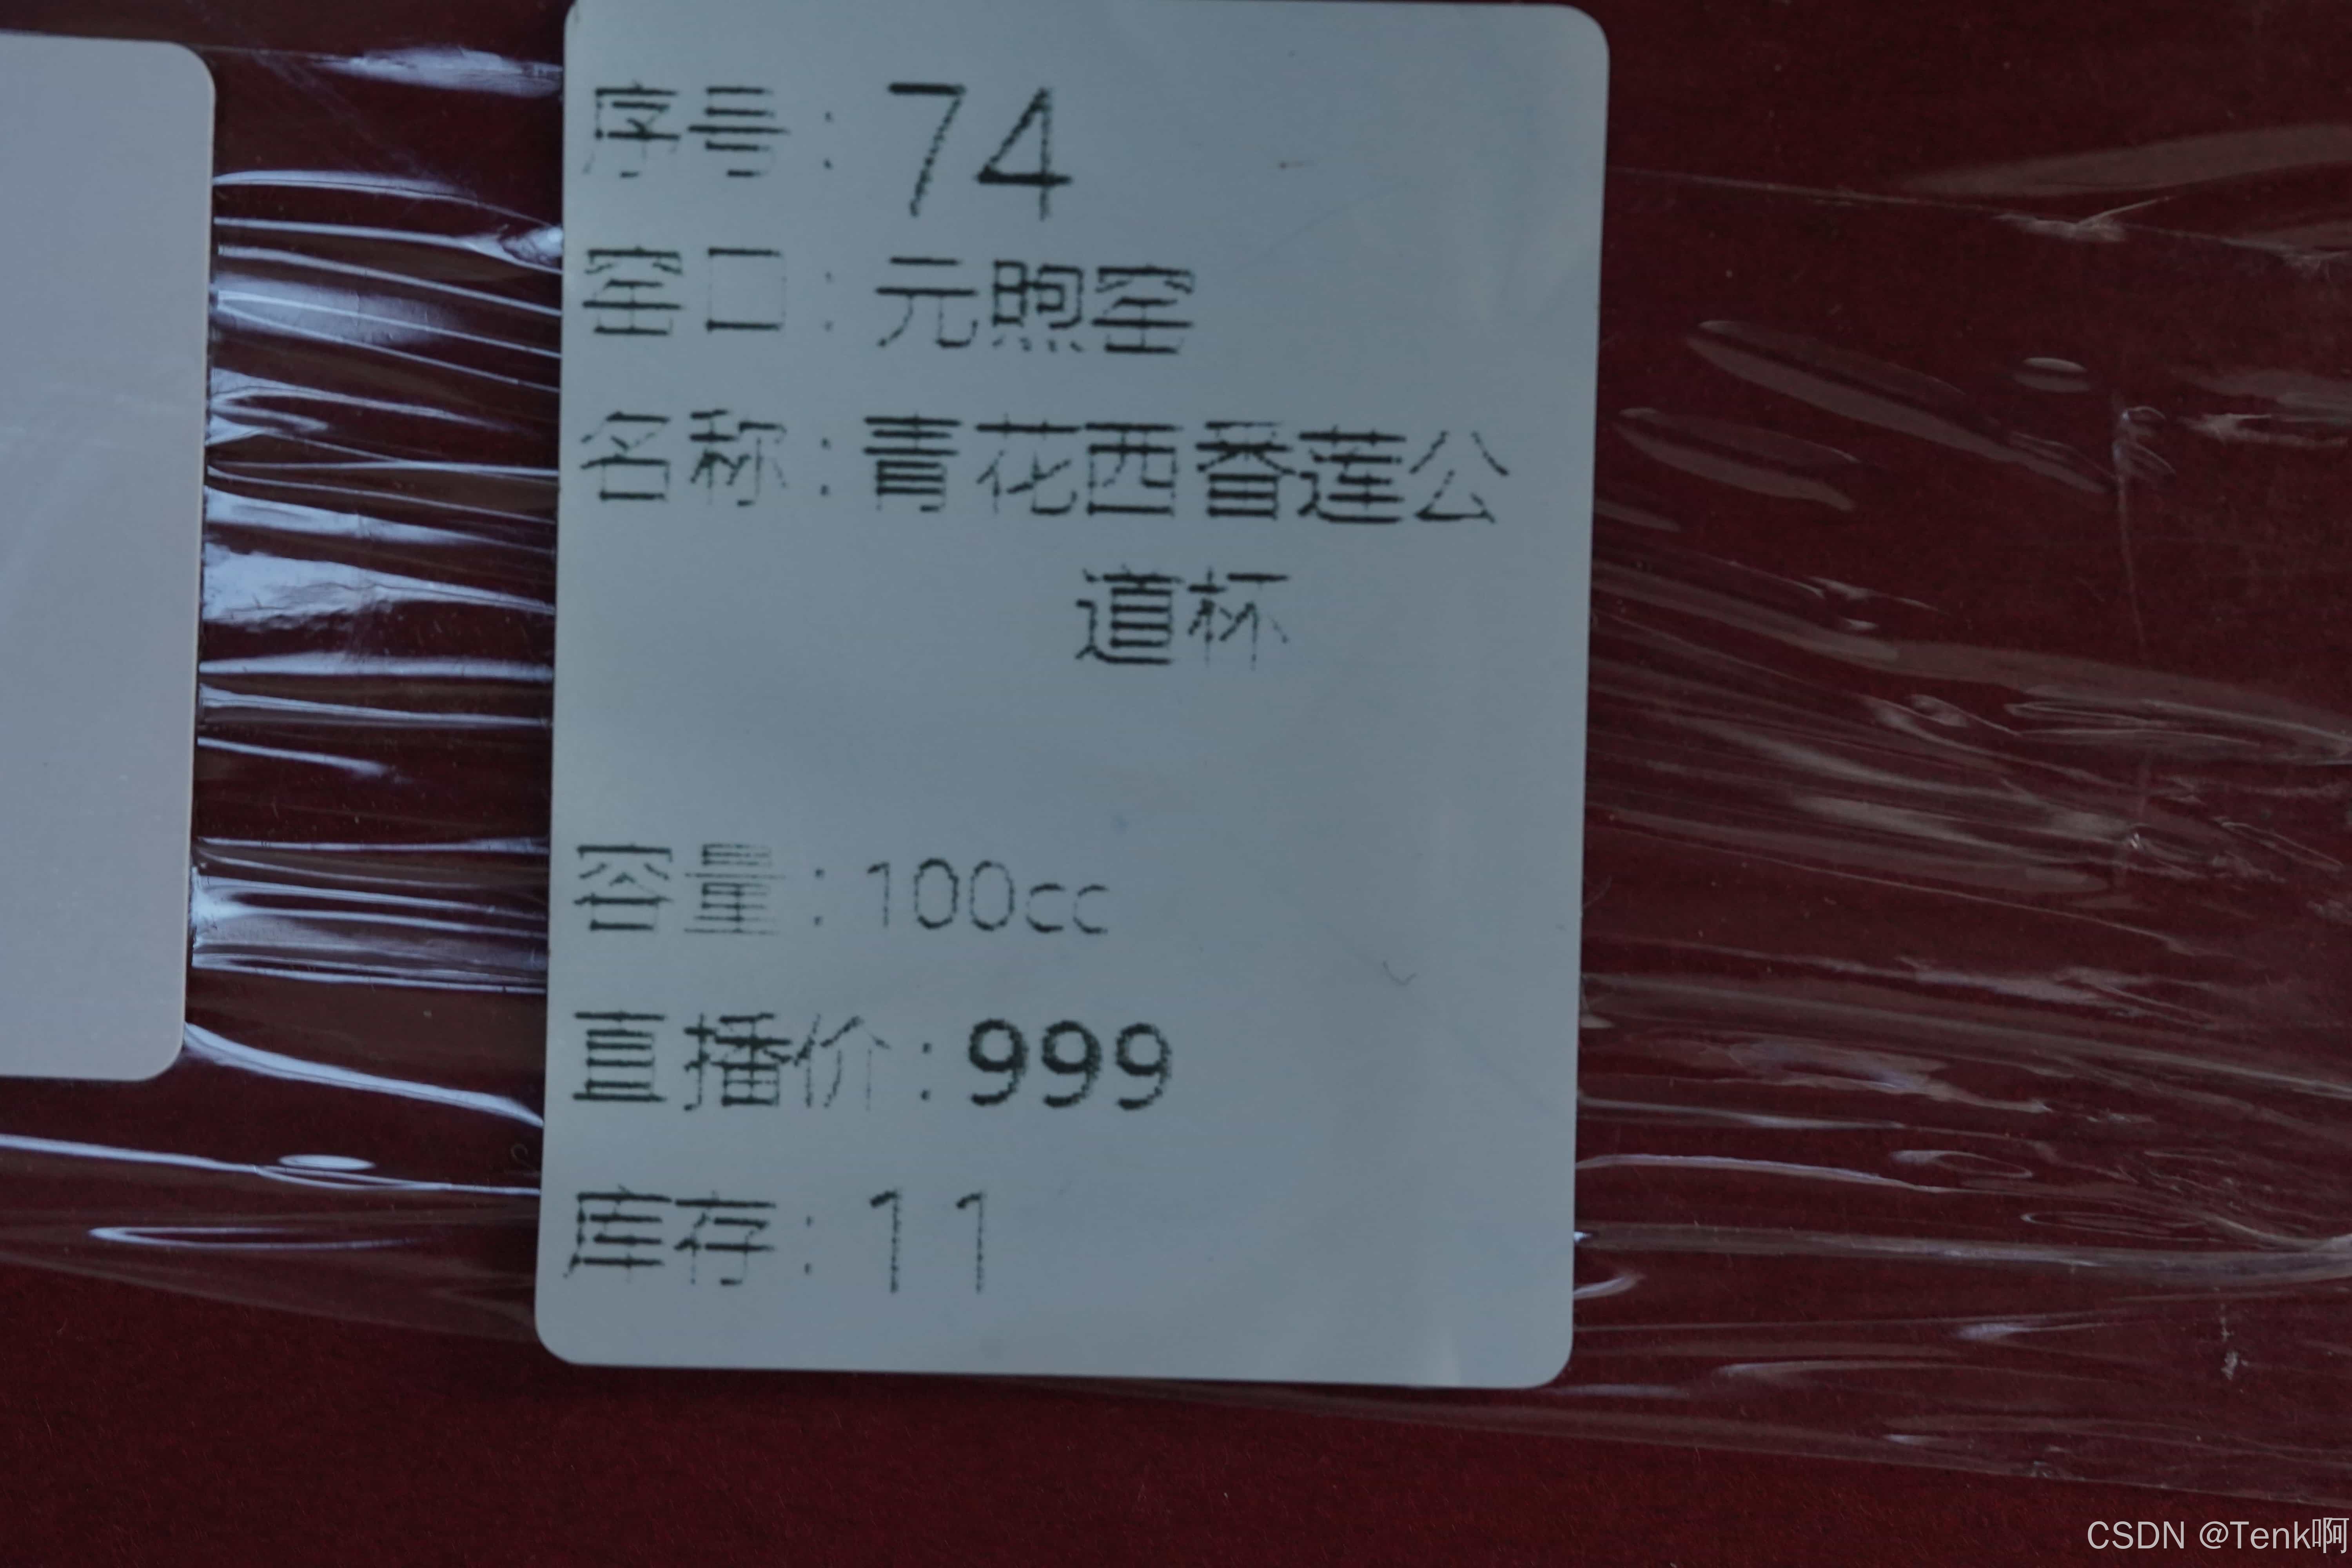 序号：74
窑口：元煦窑
名称：青花西番莲公
道杯
容量：100cc
直播价：999
库存：11
CSDN @Tenk啊